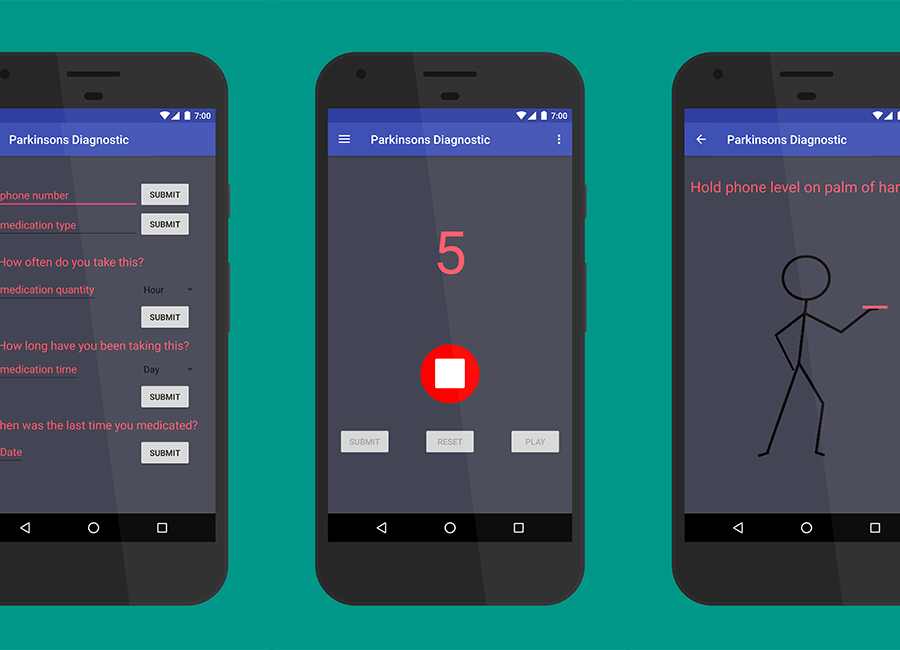 7:00
Parkinsons Diagnostic
phone number
SUBMIT
medication type
SUBMIT
How often do you take this?
medication quantity
Hour
SUBMIT
How long have you been taking this?
medication time
Day
SUBMIT
hen was the last time you medicated?
Date
SUBMIT
7:00
Parkinsons Diagnostic
5
SUBMIT
RESET
PLAY
Parkinsons Diagnostic
Hold phone level on palm of har